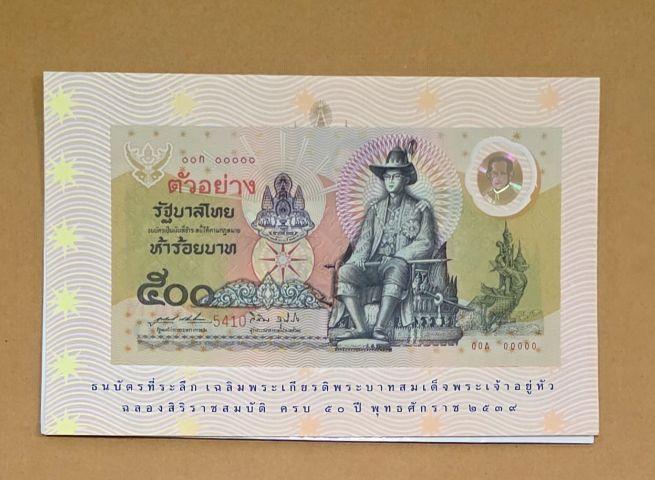 ๐๐ก ๐๐๐๐๐
ตัวอย่าง
รัฐบาลไทย
ธนบัตรเป็นเงินที่ชำระหนี้ได้ตามกฎหมาย
ห้าร้อยบาท
๕๐๐
5410
00A 00000
ธนบัตรที่ระลึก เฉลิมพระเกียรติพระบาทสมเด็จพระเจ้าอยู่หัว
ฉลองสิริราชสมบัติ ครบ ๕๐ ปี พุทธศักราช ๒๕๓๙